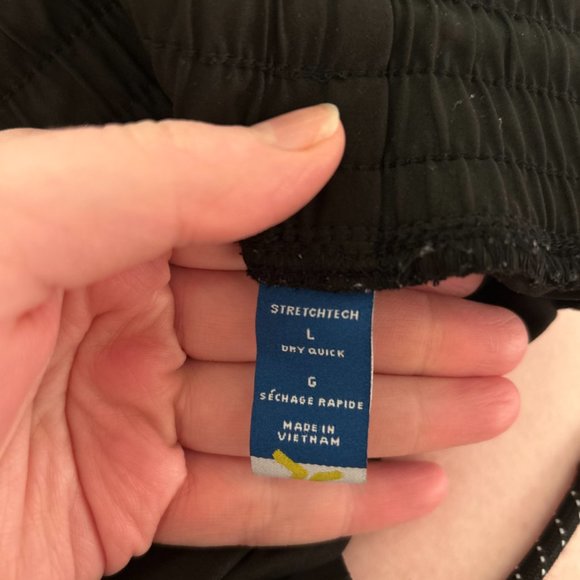 STRETCHTECH
L
DRY QUICK
G
SÉCHAGE RAPIDE
MADE IN
VIETNAM